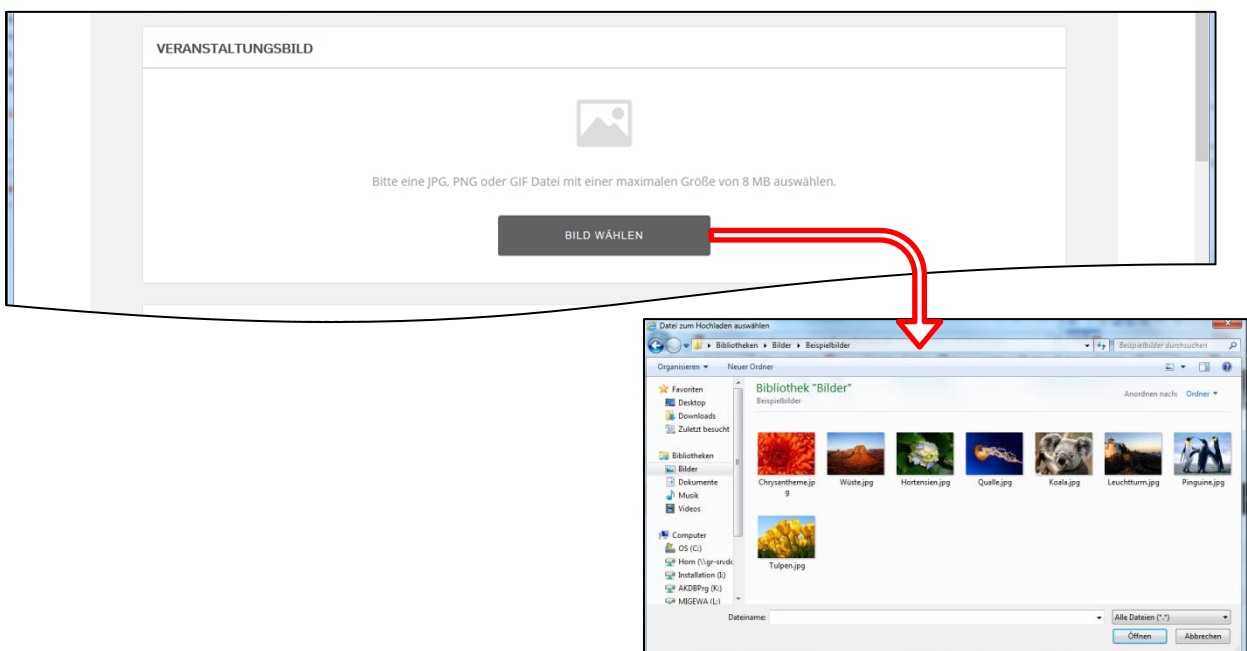 VERANSTALTUNGSBILD
Bitte eine JPG, PNG oder GIF Datei mit einer maximalen Größe von 8 MB auswählen.
BILD WÄHLEN
Datei zum Hochladen auswählen
Bibliotheken Bilder Beispielbilder
Beispielbilder durchsuchen
Organisieren Neuer Ordner
Favoriten
Desktop
Downloads
Zuletzt besucht
Bibliotheken
Bilder
Dokumente
Musik
Videos
Computer
OS (C:)
Horn (\\gr-srvdc
Installation (I:)
AKDBPrg (K:)
MIGEWA (L:)
Bibliothek "Bilder"
Beispielbilder
Anordnen nach: Ordner
Chrysantheme.jp
g
Wüste.jpg
Hortensien.jpg
Qualle.jpg
Koala.jpg
Leuchtturm.jpg
Pinguine.jpg
Tulpen.jpg
Dateiname:
Alle Dateien (*.*)
Öffnen Abbrechen